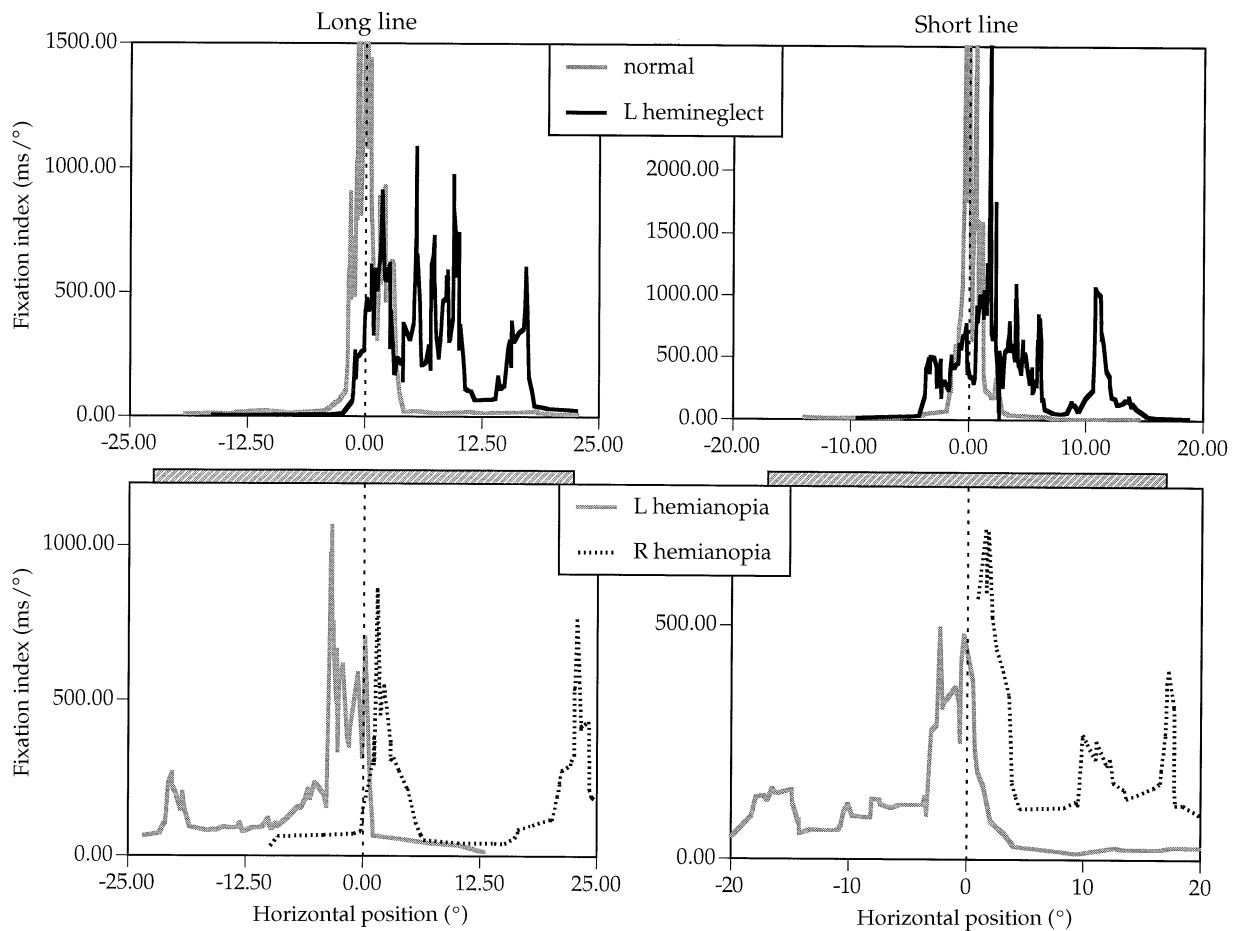 Long line
Short line
1500.00
1000.00
500.00
0.00
Fixation index (ms/°)
-25.00 -12.50 0.00 12.50 25.00
normal
L hemineglect
2000.00
1500.00
1000.00
500.00
0.00
-20.00 -10.00 0.00 10.00 20.00
1000.00
500.00
0.00
Fixation index (ms/°)
-25.00 -12.50 0.00 12.50 25.00
Horizontal position (°)
L hemianopia
R hemianopia
500.00
0.00
-20 -10 0 10 20
Horizontal position (°)